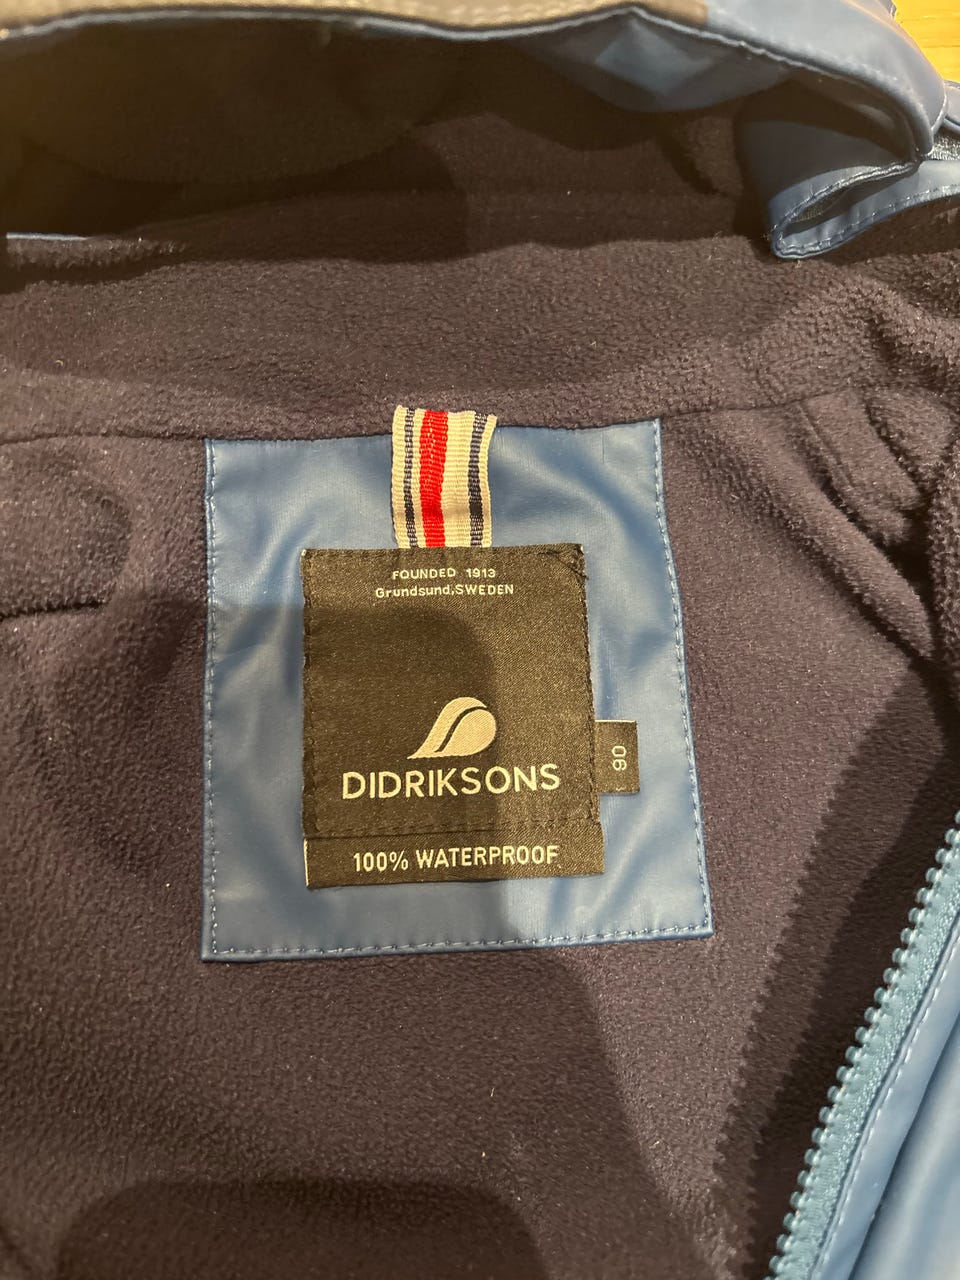 FOUNDED 1913
Grundsund,SWEDEN
DIDRIKSONS
90
100% WATERPROOF